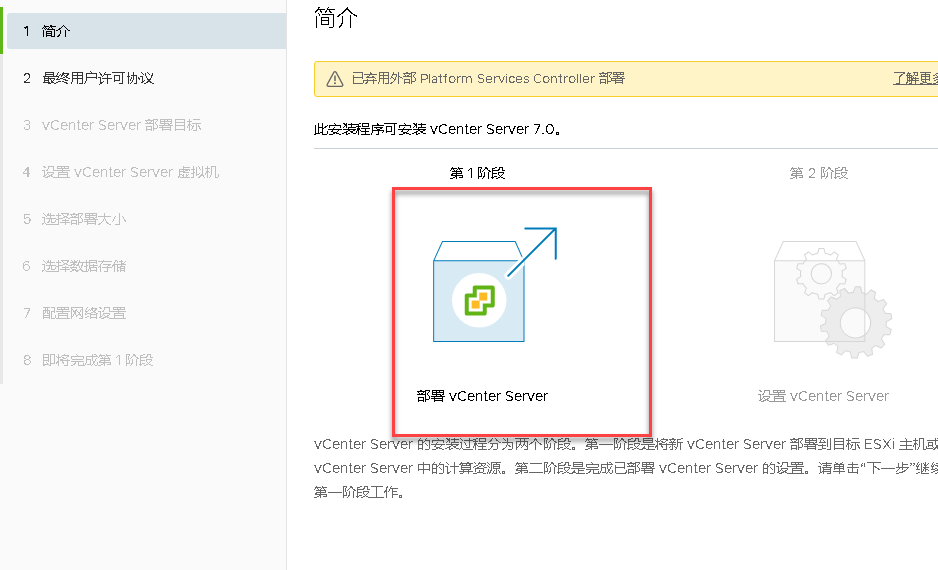 1 简介
2 最终用户许可协议
3 vCenter Server 部署目标
4 设置 vCenter Server 虚拟机
5 选择部署大小
6 选择数据存储
7 配置网络设置
8 即将完成第 1 阶段
简介
已弃用外部 Platform Services Controller 部署 了解更多
此安装程序可安装 vCenter Server 7.0。
第 1 阶段 第 2 阶段
部署 vCenter Server 设置 vCenter Server
vCenter Server 的安装过程分为两个阶段。第一阶段是将新 vCenter Server 部署到目标 ESXi 主机或
vCenter Server 中的计算资源。第二阶段是完成已部署 vCenter Server 的设置。请单击“下一步”继续
第一阶段工作。